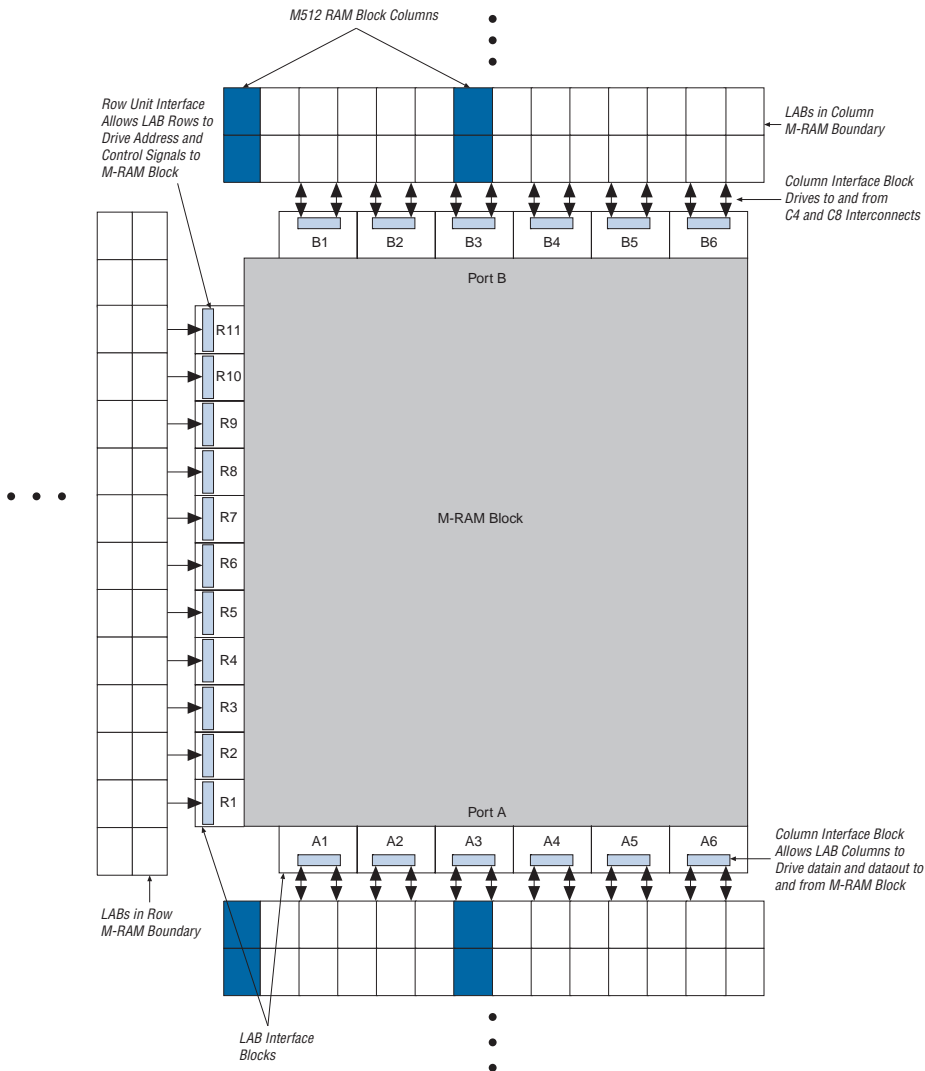 M512 RAM Block Columns
Row Unit Interface
Allows LAB Rows to
Drive Address and
Control Signals to
M-RAM Block
LABs in Column
M-RAM Boundary
Column Interface Block
Drives to and from
C4 and C8 Interconnects
B1 B2 B3 B4 B5 B6
Port B
R11
R10
R9
R8
R7
M-RAM Block
R6
R5
R4
R3
R2
R1
Port A
A1 A2 A3 A4 A5 A6
Column Interface Block
Allows LAB Columns to
Drive datain and dataout to
and from M-RAM Block
LABs in Row
M-RAM Boundary
LAB Interface
Blocks